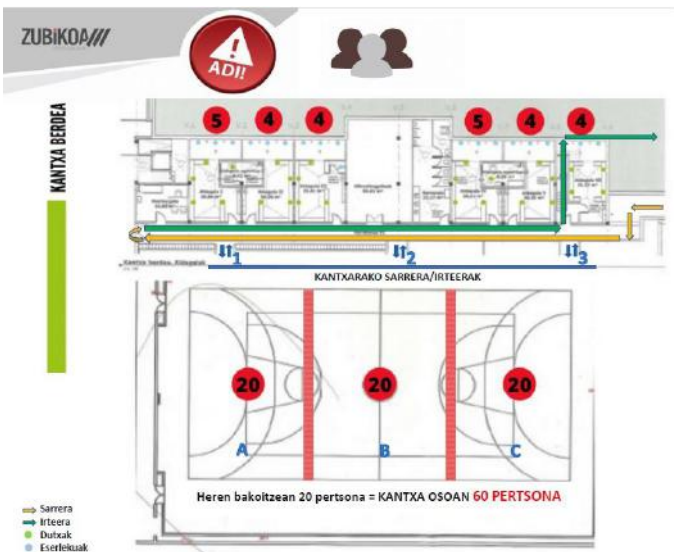 ZUBIKOA
ADI!
KANTXA BERDEA
5 4 4 5 4 4
1 2 3
KANTXARAKO SARRERA/IRTEERAK
20 20 20
A B C
Heren bakoitzean 20 pertsona = KANTXA OSOAN 60 PERTSONA
Sarrera
Irteera
Dutxak
Eserlekuak